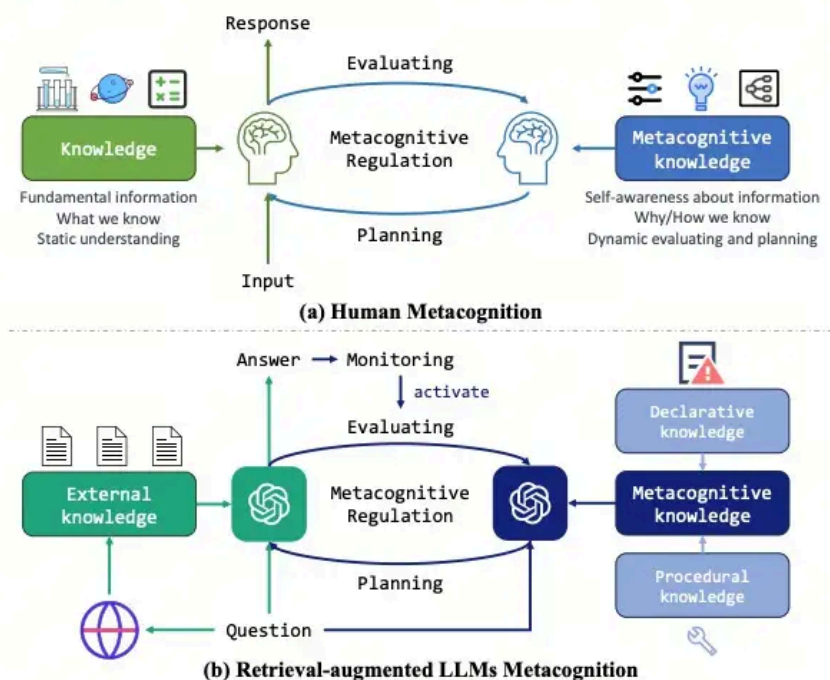 Response
Evaluating
Knowledge
Metacognitive
Regulation
Metacognitive
knowledge
Fundamental information
What we know
Static understanding
Self-awareness about information
Why/How we know
Dynamic evaluating and planning
Planning
Input
(a) Human Metacognition
Answer
Monitoring
activate
Evaluating
Declarative
knowledge
External
knowledge
Metacognitive
Regulation
Metacognitive
knowledge
Planning
Procedural
knowledge
Question
(b) Retrieval-augmented LLMs Metacognition